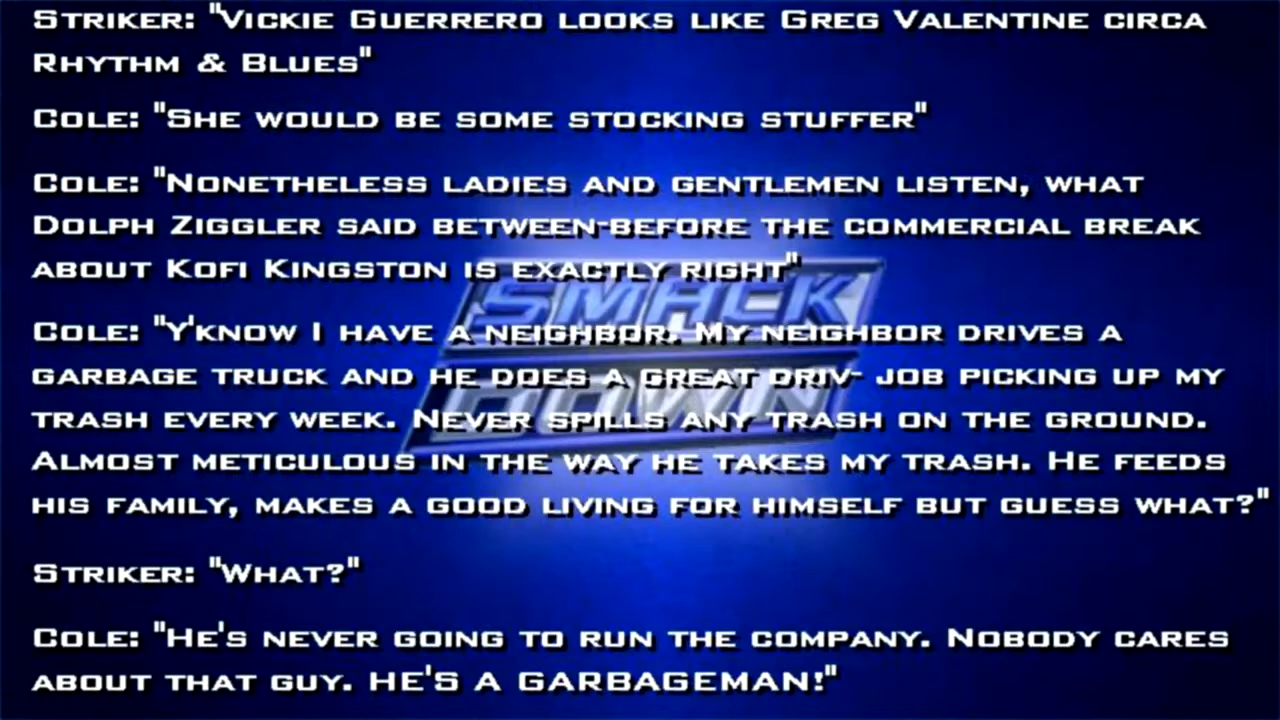 Striker: "Vickie Guerrero looks like Greg Valentine circa
Rhythm & Blues"
Cole: "She would be some stocking stuffer"
Cole: "Nonetheless ladies and gentlemen listen, what
Dolph Ziggler said between-before the commercial break
about Kofi Kingston is exactly right"
SMACK
Cole: "Y'know I have a neighbor. My neighbor drives a
garbage truck and he does a great driv- job picking up my
DOWN
trash every week. Never spills any trash on the ground.
Almost meticulous in the way he takes my trash. He feeds
his family, makes a good living for himself but guess what?"
Striker: "What?"
Cole: "He's never going to run the company. Nobody cares
about that guy. HE'S A GARBAGEMAN!"